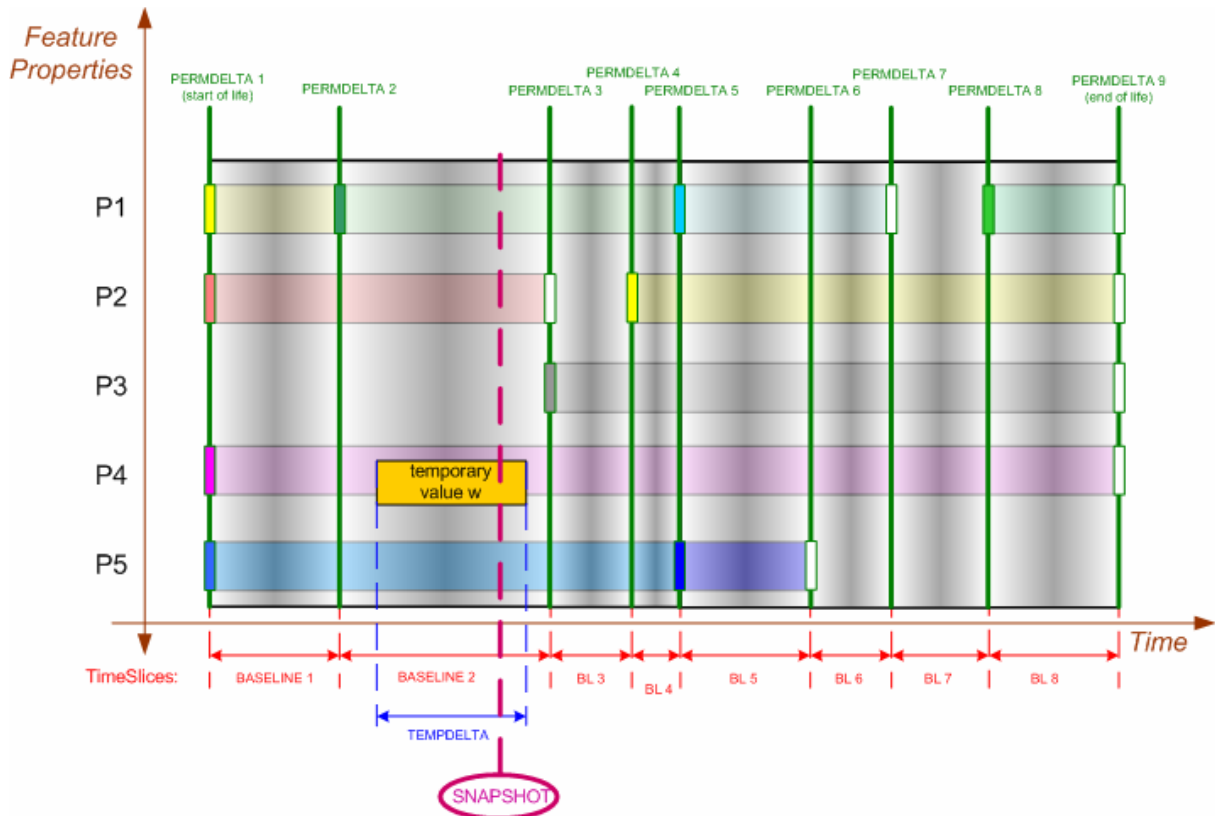 Feature
Properties
PERMDELTA 1
(start of life)
PERMDELTA 2
PERMDELTA 3
PERMDELTA 4
PERMDELTA 5
PERMDELTA 6
PERMDELTA 7
PERMDELTA 8
PERMDELTA 9
(end of life)
P1
P2
P3
P4
temporary
value w
P5
Time
TimeSlices:
BASELINE 1
BASELINE 2
BL 3
BL 4
BL 5
BL 6
BL 7
BL 8
TEMPDELTA
SNAPSHOT